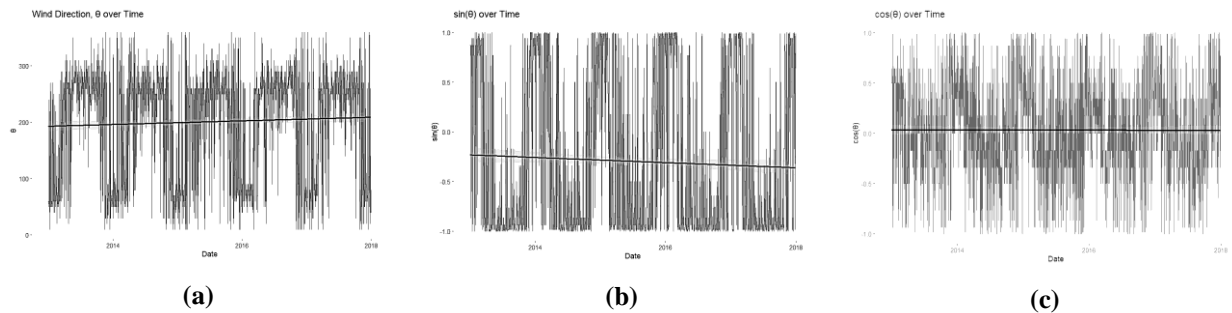 Wind Direction, θ over Time
300
200
100
0
θ
2014
2016
2018
Date
(a)
sin(θ) over Time
1.0
0.5
0.0
-0.5
-1.0
sin(θ)
2014
2016
2018
Date
(b)
cos(θ) over Time
1.0
0.5
0.0
-0.5
-1.0
cos(θ)
2014
2016
2018
Date
(c)